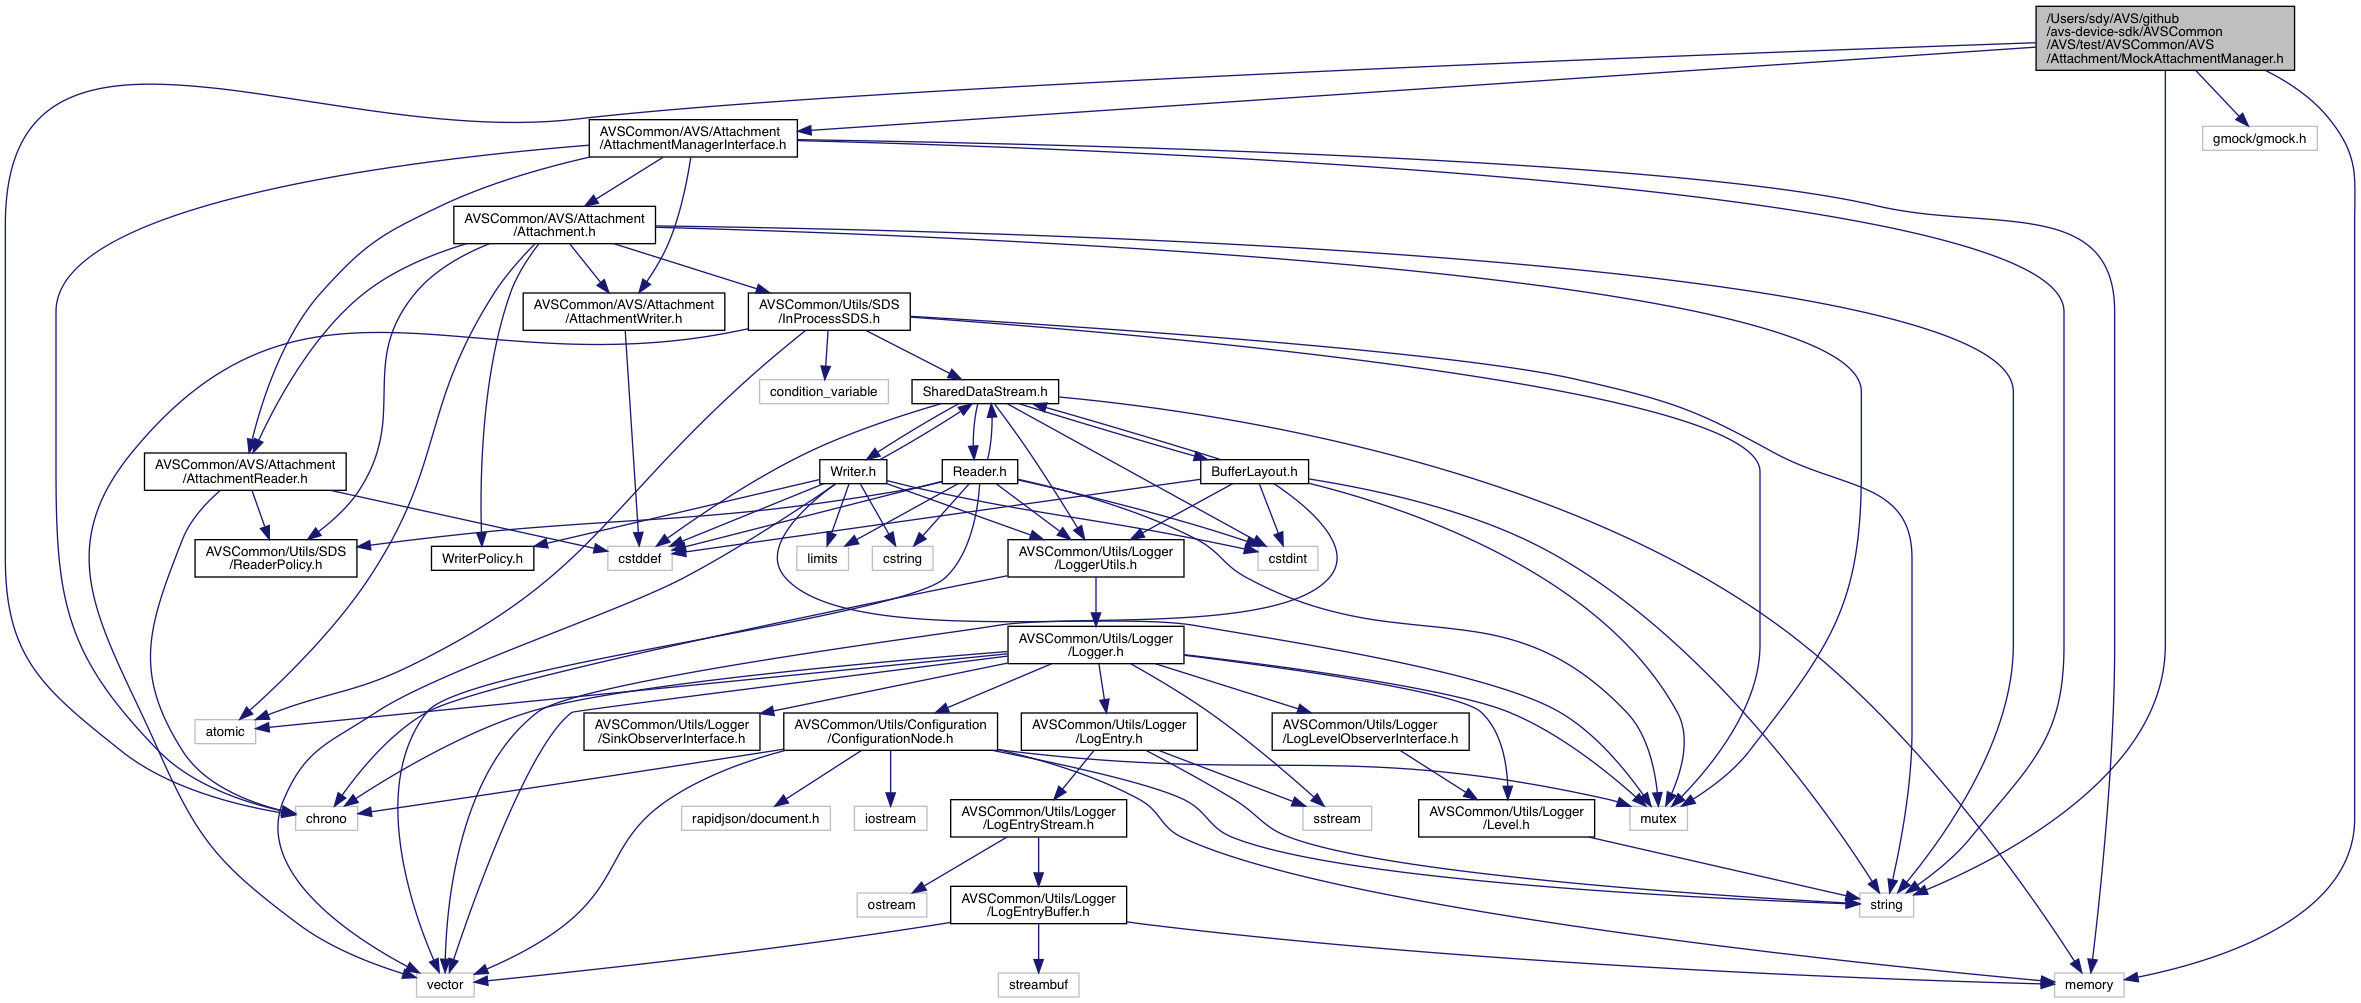 /Users/sdy/AVS/github
/avs-device-sdk/AVSCommon
/AVS/test/AVSCommon/AVS
/Attachment/MockAttachmentManager.h
AVSCommon/AVS/Attachment
/AttachmentManagerInterface.h
gmock/gmock.h
AVSCommon/AVS/Attachment
/Attachment.h
AVSCommon/AVS/Attachment
/AttachmentWriter.h
AVSCommon/Utils/SDS
/InProcessSDS.h
condition_variable
SharedDataStream.h
AVSCommon/AVS/Attachment
/AttachmentReader.h
Writer.h
Reader.h
BufferLayout.h
AVSCommon/Utils/SDS
/ReaderPolicy.h
WriterPolicy.h
cstddef
limits
cstring
AVSCommon/Utils/Logger
/LoggerUtils.h
cstdint
AVSCommon/Utils/Logger
/Logger.h
atomic
AVSCommon/Utils/Logger
/SinkObserverInterface.h
AVSCommon/Utils/Configuration
/ConfigurationNode.h
AVSCommon/Utils/Logger
/LogEntry.h
AVSCommon/Utils/Logger
/LogLevelObserverInterface.h
chrono
rapidjson/document.h
iostream
AVSCommon/Utils/Logger
/LogEntryStream.h
sstream
AVSCommon/Utils/Logger
/Level.h
mutex
ostream
AVSCommon/Utils/Logger
/LogEntryBuffer.h
string
vector
streambuf
memory